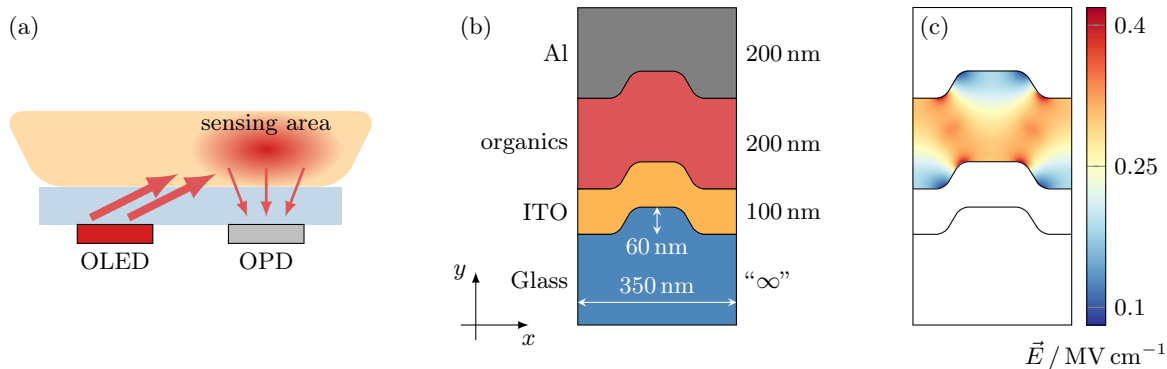 (a)
sensing area
OLED
OPD
(b)
Al
200 nm
organics
200 nm
ITO
100 nm
60 nm
Glass
350 nm
“∞”
y
x
(c)
0.4
0.25
0.1
E⃗ / MV cm⁻¹